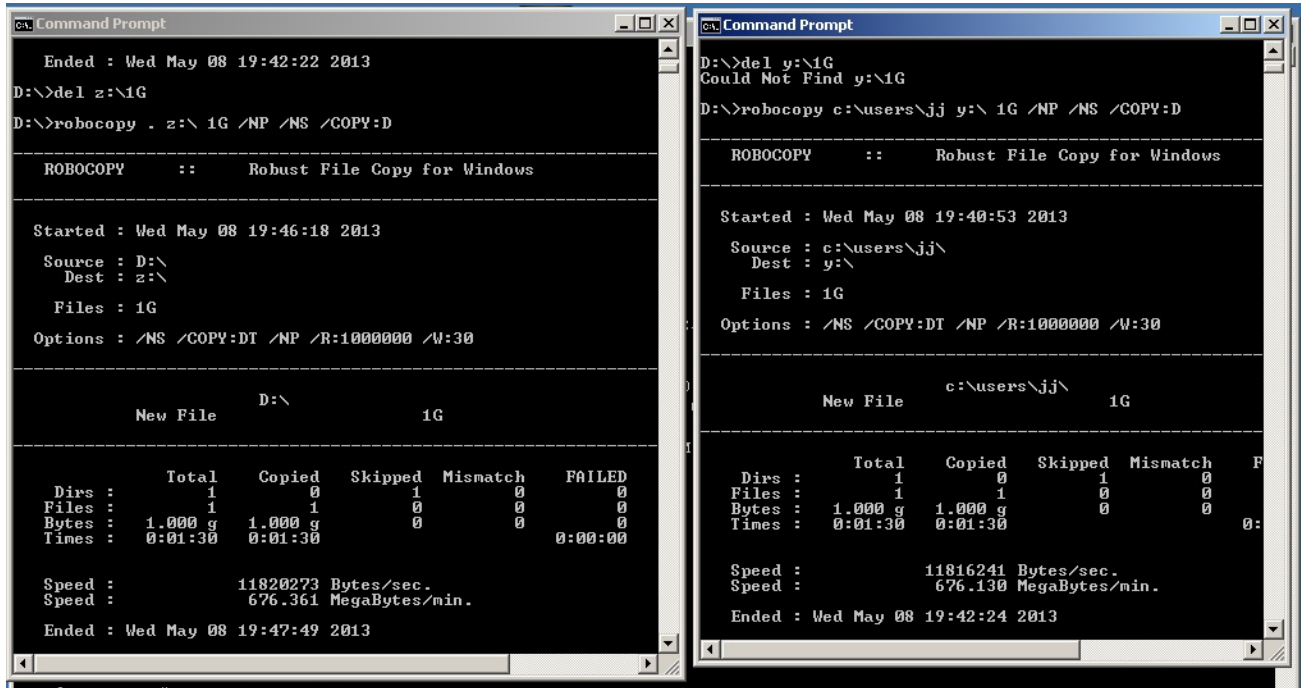 Command Prompt
Ended : Wed May 08 19:42:22 2013
D:\>del z:\1G
D:\>robocopy . z:\ 1G /NP /NS /COPY:D
ROBOCOPY :: Robust File Copy for Windows
Started : Wed May 08 19:46:18 2013
Source : D:\
Dest : z:\
Files : 1G
Options : /NS /COPY:DT /NP /R:1000000 /W:30
D:\
New File 1G
Total Copied Skipped Mismatch FAILED
Dirs : 1 0 1 0 0
Files : 1 1 0 0 0
Bytes : 1.000 g 1.000 g 0 0 0
Times : 0:01:30 0:01:30 0:00:00
Speed : 11820273 Bytes/sec.
Speed : 676.361 MegaBytes/min.
Ended : Wed May 08 19:47:49 2013
Command Prompt
D:\>del y:\1G
Could Not Find y:\1G
D:\>robocopy c:\users\jj y:\ 1G /NP /NS /COPY:D
ROBOCOPY :: Robust File Copy for Windows
Started : Wed May 08 19:40:53 2013
Source : c:\users\jj\
Dest : y:\
Files : 1G
Options : /NS /COPY:DT /NP /R:1000000 /W:30
c:\users\jj\
New File 1G
Total Copied Skipped Mismatch F
Dirs : 1 0 1 0
Files : 1 1 0 0
Bytes : 1.000 g 1.000 g 0 0
Times : 0:01:30 0:01:30 0:
Speed : 11816241 Bytes/sec.
Speed : 676.130 MegaBytes/min.
Ended : Wed May 08 19:42:24 2013